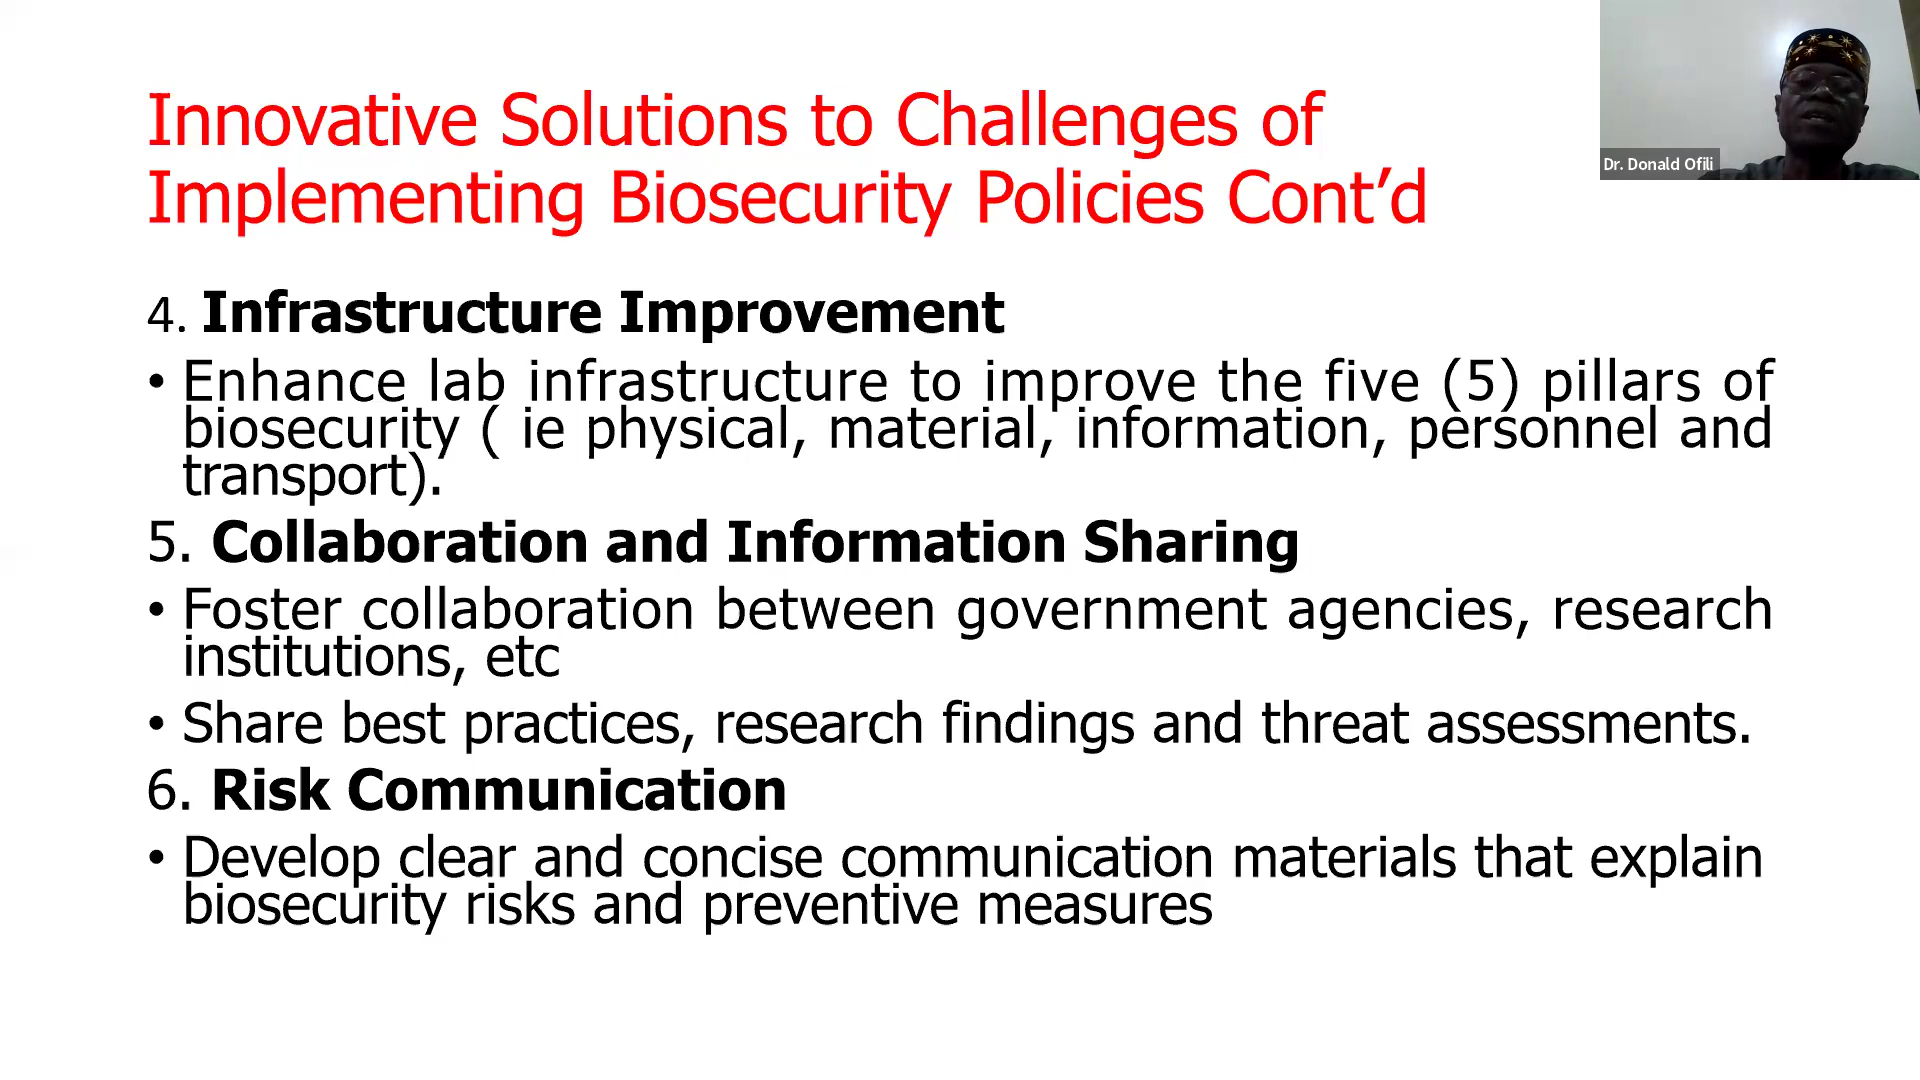 Innovative Solutions to Challenges of
Implementing Biosecurity Policies Cont’d
Dr. Donald Ofili
4. Infrastructure Improvement
• Enhance lab infrastructure to improve the five (5) pillars of
biosecurity ( ie physical, material, information, personnel and
transport).
5. Collaboration and Information Sharing
• Foster collaboration between government agencies, research
institutions, etc
• Share best practices, research findings and threat assessments.
6. Risk Communication
• Develop clear and concise communication materials that explain
biosecurity risks and preventive measures